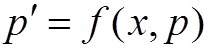 p′ = f(x, p)